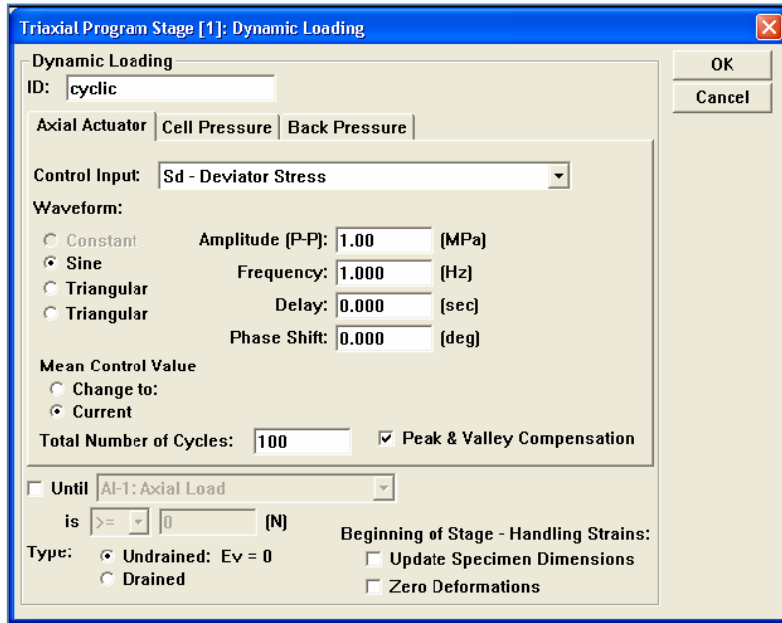 Triaxial Program Stage [1]: Dynamic Loading
OK
Cancel
Dynamic Loading
ID: cyclic
Axial Actuator Cell Pressure Back Pressure
Control Input: Sd - Deviator Stress
Waveform:
Constant
Sine
Triangular
Triangular
Amplitude (P-P): 1.00 (MPa)
Frequency: 1.000 (Hz)
Delay: 0.000 (sec)
Phase Shift: 0.000 (deg)
Mean Control Value
Change to:
Current
Total Number of Cycles: 100
Peak & Valley Compensation
Until AI-1: Axial Load
is >= 0 (N)
Type: Undrained: Ev = 0
Drained
Beginning of Stage - Handling Strains:
Update Specimen Dimensions
Zero Deformations